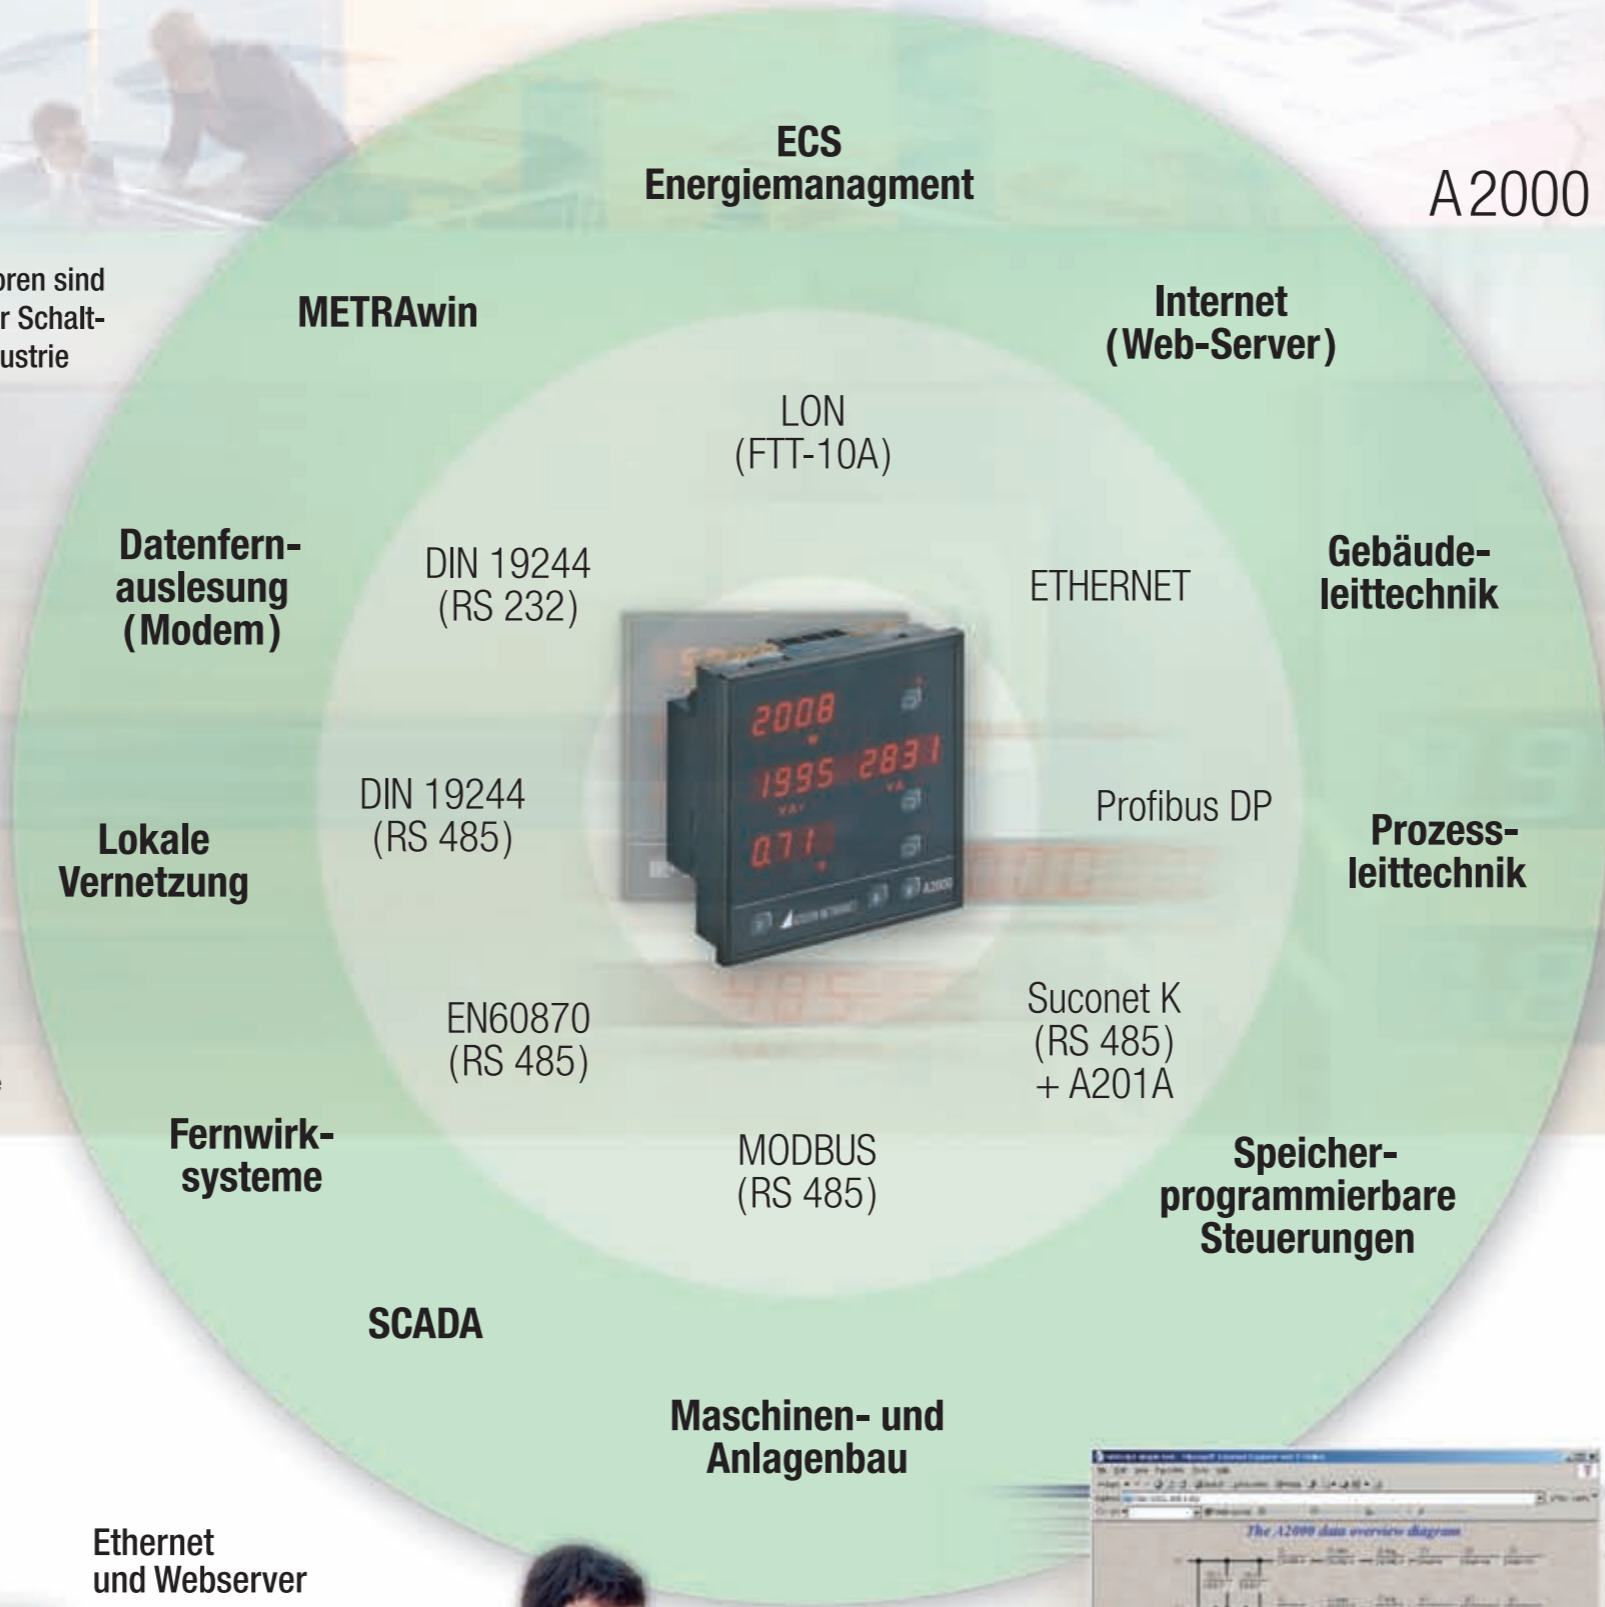 ECS
Energiemanagment
A2000
oren sind
r Schalt-
ustrie
METRAwin
Internet
(Web-Server)
LON
(FTT-10A)
Datenfern-
auslesung
(Modem)
DIN 19244
(RS 232)
ETHERNET
Gebäude-
leittechnik
2008
W
1995 2831
VAr VA
0.71
A2000
DIN 19244
(RS 485)
Profibus DP
Lokale
Vernetzung
Prozess-
leittechnik
EN60870
(RS 485)
Suconet K
(RS 485)
+ A201A
Fernwirk-
systeme
MODBUS
(RS 485)
Speicher-
programmierbare
Steuerungen
SCADA
Maschinen- und
Anlagenbau
Ethernet
und Webserver
The A2000 data overview diagram